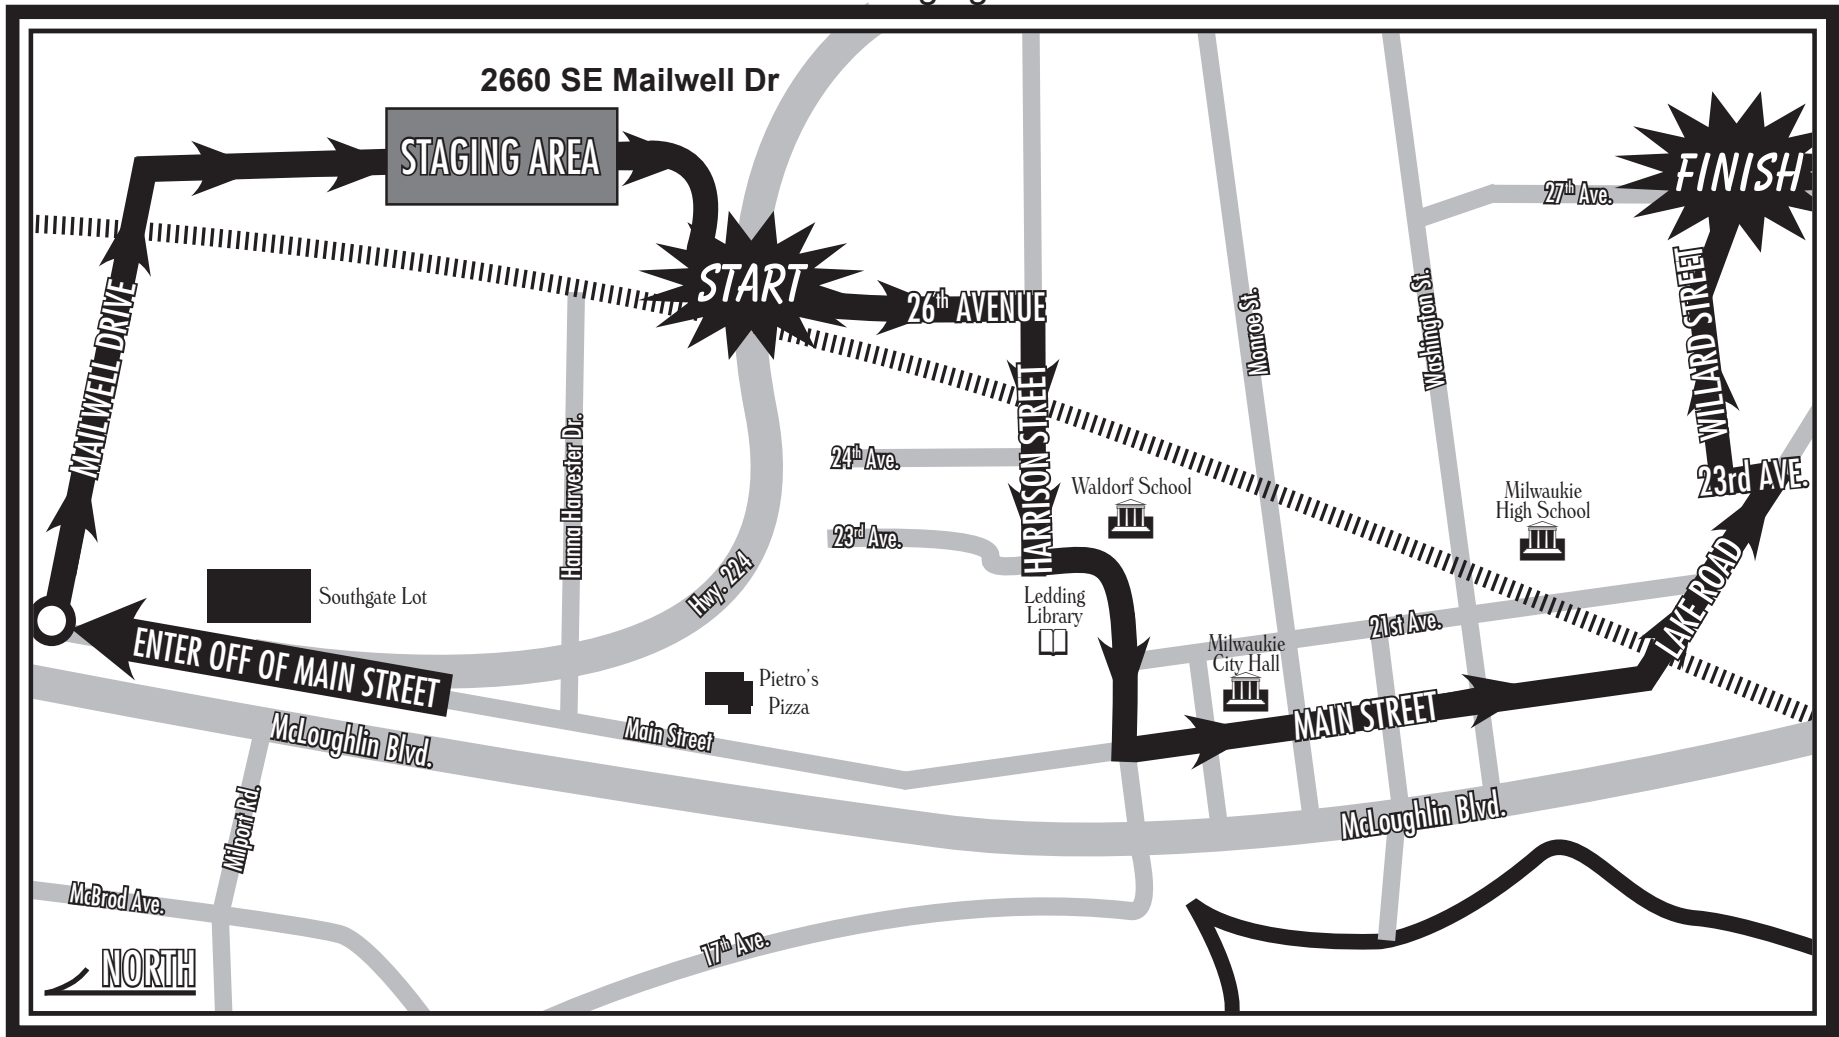 2660 SE Mailwell Dr
STAGING AREA
FINISH
27th Ave.
START
26th AVENUE
MAILWELL DRIVE
Hanna Harvester Dr.
HARRISON STREET
Monroe St.
Washington St.
WILLARD STREET
24th Ave.
Waldorf School
Milwaukie
High School
23rd AVE.
23rd Ave.
Hwy. 224
Southgate Lot
Ledding
Library
LAKE ROAD
21st Ave.
ENTER OFF OF MAIN STREET
Milwaukie
City Hall
Pietro's
Pizza
Main Street
MAIN STREET
McLoughlin Blvd.
McLoughlin Blvd.
Milport Rd.
McBrod Ave.
17th Ave.
NORTH